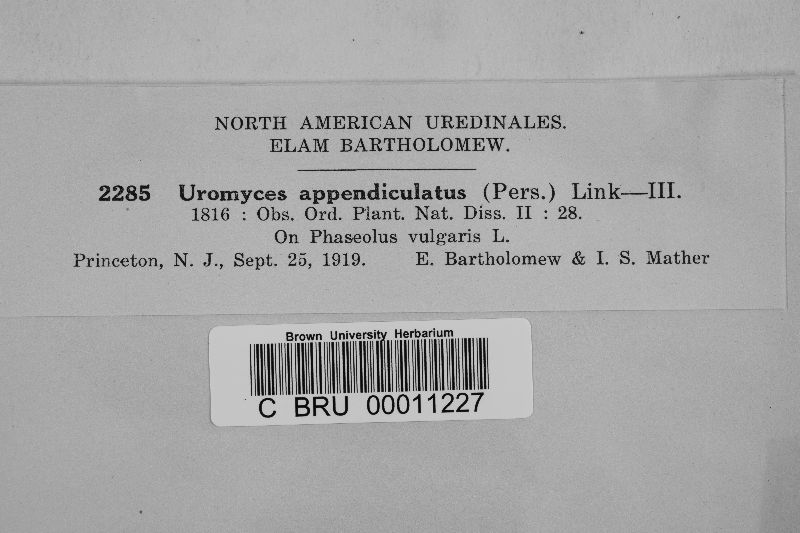 NORTH AMERICAN UREDINALES.
ELAM BARTHOLOMEW.
2285 Uromyces appendiculatus (Pers.) Link—III.
1816 : Obs. Ord. Plant. Nat. Diss. II : 28.
On Phaseolus vulgaris L.
Princeton, N. J., Sept. 25, 1919. E. Bartholomew & I. S. Mather
Brown University Herbarium
C BRU 00011227